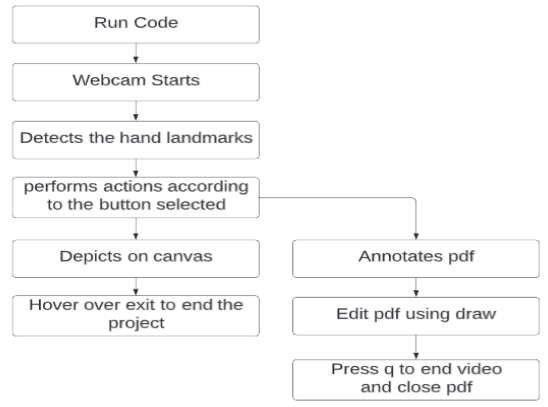 Run Code
Webcam Starts
Detects the hand landmarks
performs actions according
to the button selected
Depicts on canvas
Hover over exit to end the
project
Annotates pdf
Edit pdf using draw
Press q to end video
and close pdf